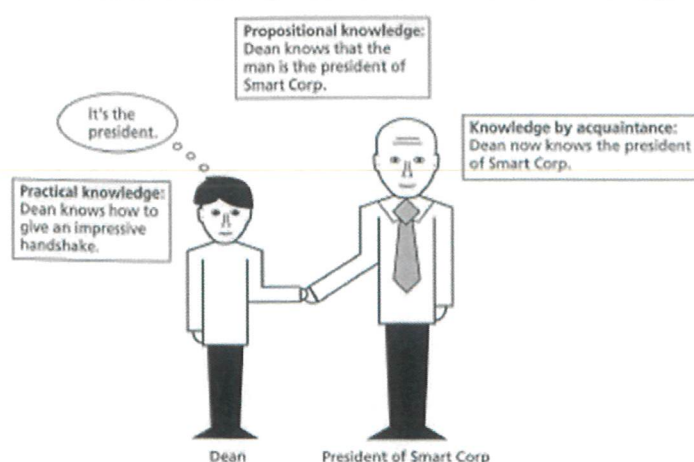 Propositional knowledge:
Dean knows that the
man is the president of
Smart Corp.
It's the
president.
Knowledge by acquaintance:
Dean now knows the president
of Smart Corp.
Practical knowledge:
Dean knows how to
give an impressive
handshake.
Dean
President of Smart Corp